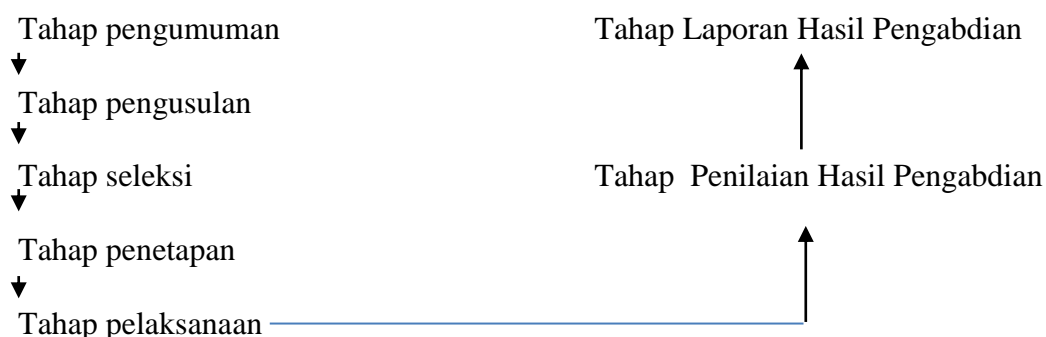 Tahap pengumuman
Tahap Laporan Hasil Pengabdian
Tahap pengusulan
Tahap seleksi
Tahap Penilaian Hasil Pengabdian
Tahap penetapan
Tahap pelaksanaan